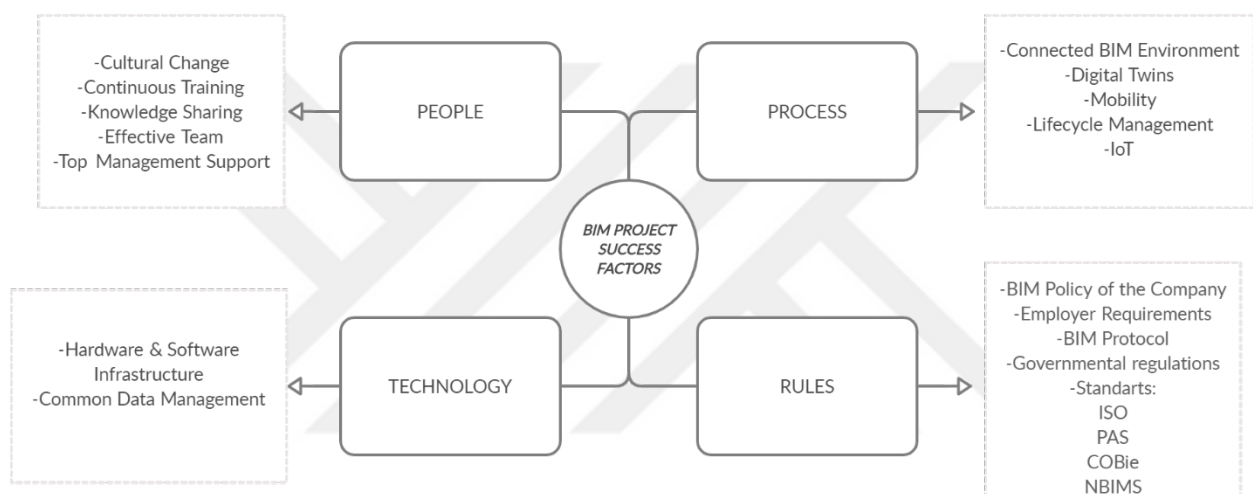 -Cultural Change
-Continuous Training
-Knowledge Sharing
-Effective Team
-Top Management Support
PEOPLE
PROCESS
-Connected BIM Environment
-Digital Twins
-Mobility
-Lifecycle Management
-IoT
BIM PROJECT
SUCCESS
FACTORS
-Hardware & Software
Infrastructure
-Common Data Management
TECHNOLOGY
RULES
-BIM Policy of the Company
-Employer Requirements
-BIM Protocol
-Governmental regulations
-Standarts:
ISO
PAS
COBie
NBIMS